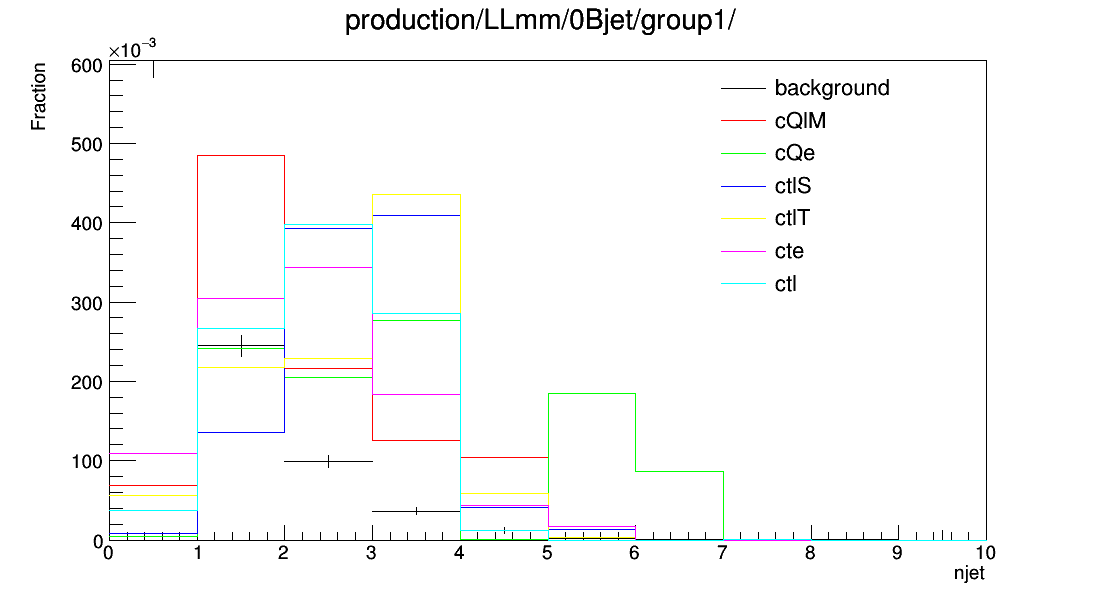 production/LLmm/0Bjet/group1/
×10⁻³
Fraction
600
500
400
300
200
100
0
background
cQlM
cQe
ctlS
ctlT
cte
ctl
0 1 2 3 4 5 6 7 8 9 10
njet